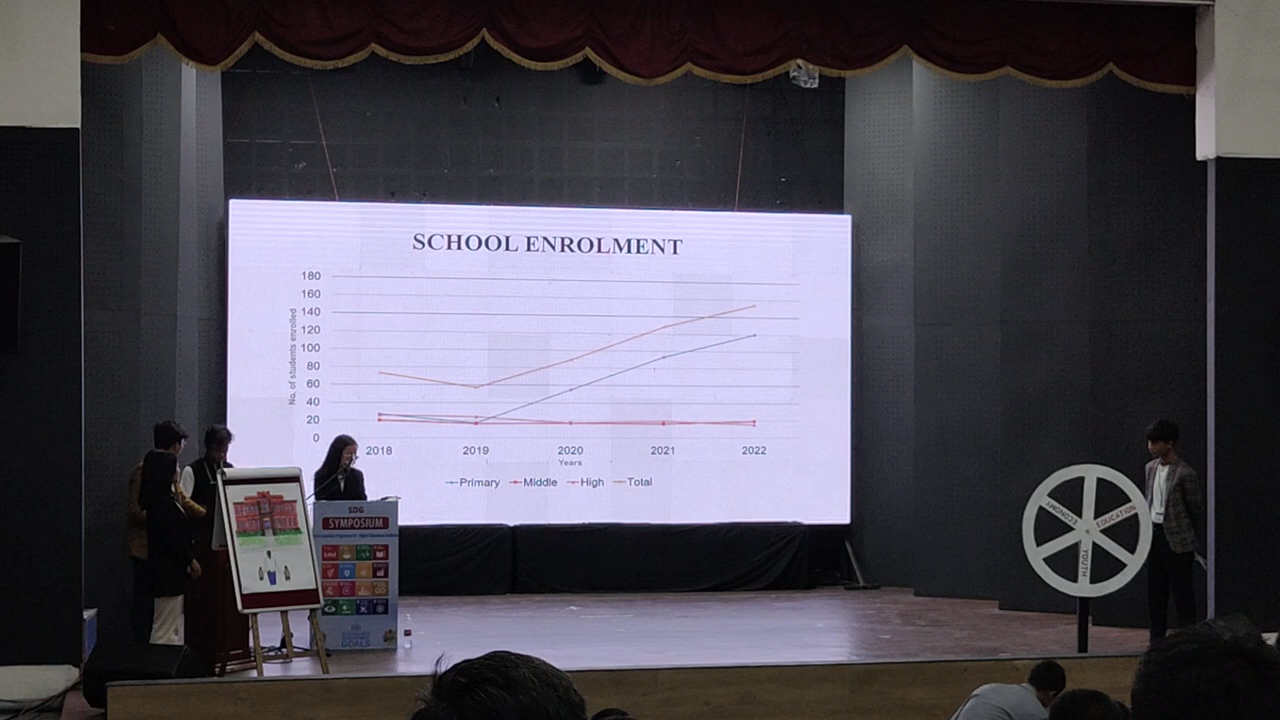 SCHOOL ENROLMENT
180
160
140
120
100
80
60
40
20
0
No. of students enrolled
2018 2019 2020 2021 2022
Years
Primary Middle High Total
SDG
SYMPOSIUM
GOALS
ECONOMY
EDUCATION
YOUTH